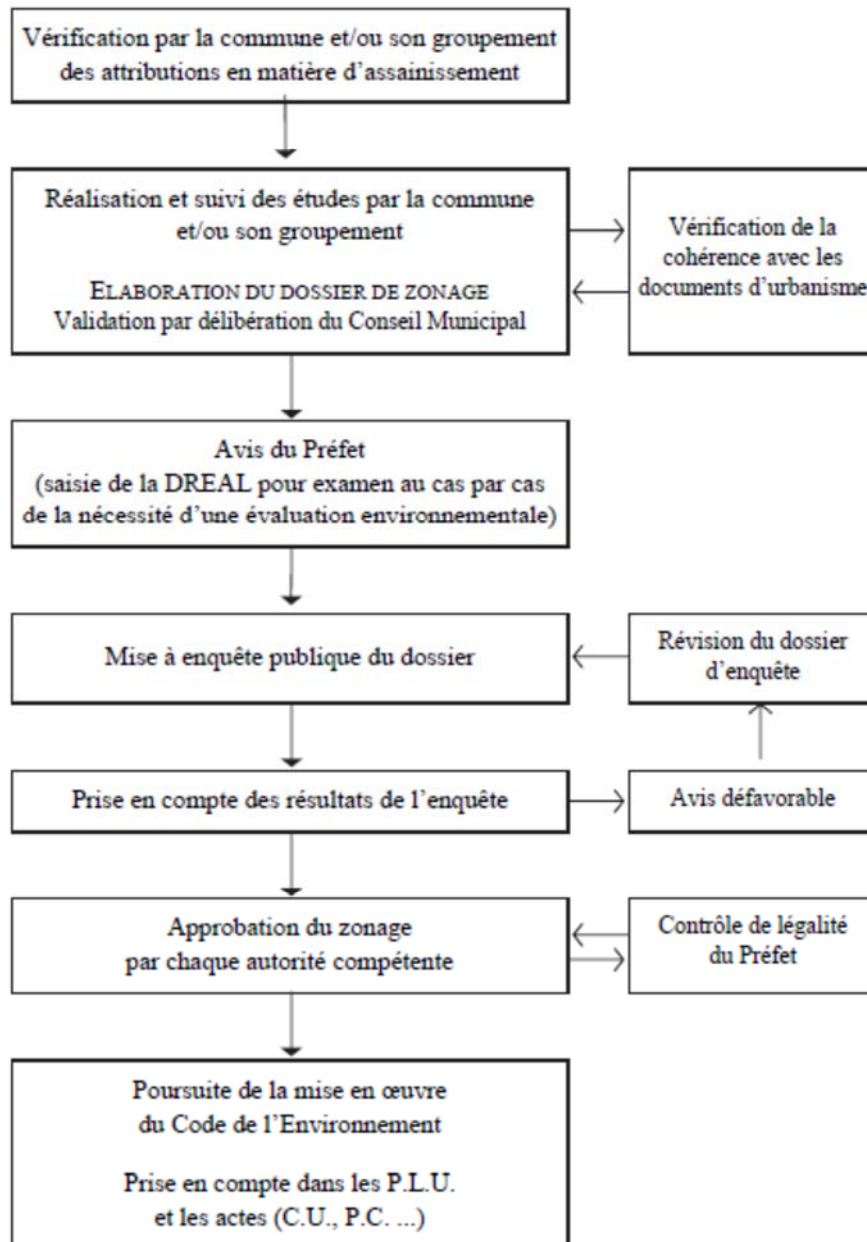 Vérification par la commune et/ou son groupement
des attributions en matière d'assainissement
Réalisation et suivi des études par la commune
et/ou son groupement
ELABORATION DU DOSSIER DE ZONAGE
Validation par délibération du Conseil Municipal
Vérification de la
cohérence avec les
documents d'urbanisme
Avis du Préfet
(saisie de la DREAL pour examen au cas par cas
de la nécessité d'une évaluation environnementale)
Mise à enquête publique du dossier
Révision du dossier
d'enquête
Prise en compte des résultats de l'enquête
Avis défavorable
Approbation du zonage
par chaque autorité compétente
Contrôle de légalité
du Préfet
Poursuite de la mise en œuvre
du Code de l'Environnement
Prise en compte dans les P.L.U.
et les actes (C.U., P.C. ...)